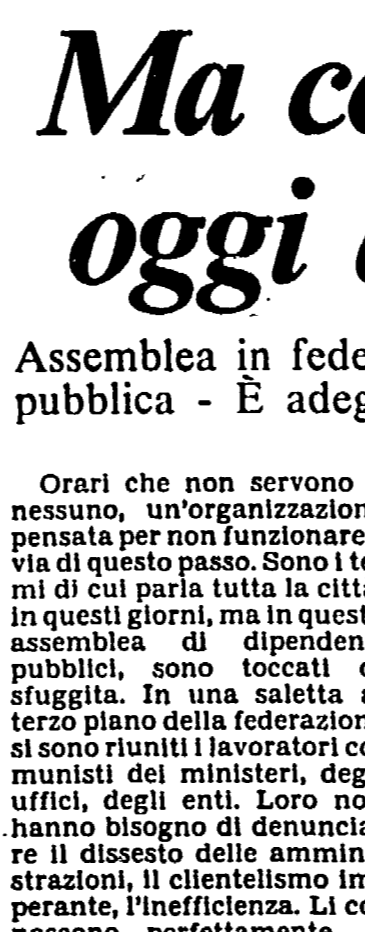 Ma c
oggi
Assemblea in fede
pubblica - È adeg
Orari che non servono
nessuno, un'organizzazion
pensata per non funzionare
via di questo passo. Sono i te
mi di cui parla tutta la citt
in questi giorni, ma in quest
assemblea di dipenden
pubblici, sono toccati
sfuggita. In una saletta a
terzo piano della federazion
si sono riuniti i lavoratori co
munisti dei ministeri, deg
uffici, degli enti. Loro no
hanno bisogno di denuncia
re il dissesto delle ammin
strazioni, il clientelismo im
perante, l'inefficienza. Li co
noscono perfettamente